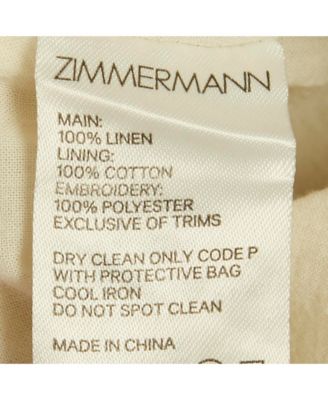 ZIMMERMANN
MAIN:
100% LINEN
LINING:
100% COTTON
EMBROIDERY:
100% POLYESTER
EXCLUSIVE OF TRIMS
DRY CLEAN ONLY CODE P
WITH PROTECTIVE BAG
COOL IRON
DO NOT SPOT CLEAN
MADE IN CHINA